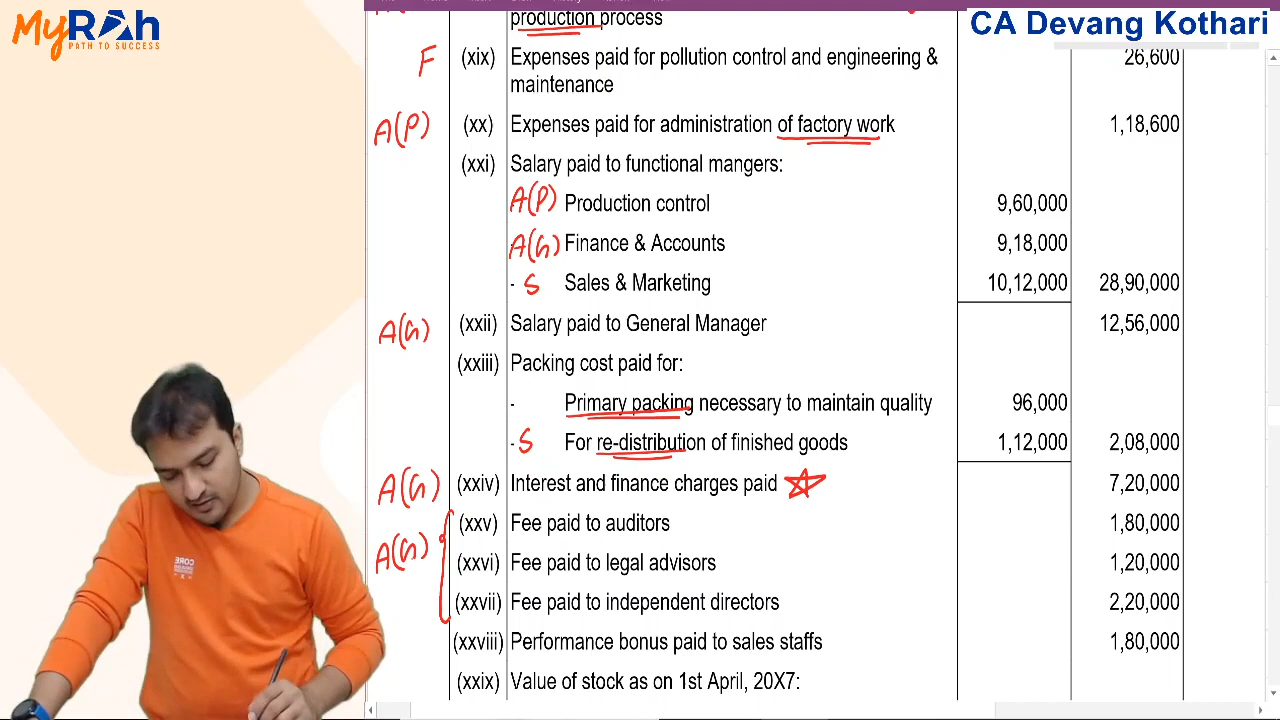 MyRAh
PATH TO SUCCESS
CA Devang Kothari
production process
F (xix) Expenses paid for pollution control and engineering & 26,600
maintenance
A(P) (xx) Expenses paid for administration of factory work 1,18,600
(xxi) Salary paid to functional mangers:
A(P) Production control 9,60,000
A(G) Finance & Accounts 9,18,000
- S Sales & Marketing 10,12,000 28,90,000
A(G) (xxii) Salary paid to General Manager 12,56,000
(xxiii) Packing cost paid for:
- Primary packing necessary to maintain quality 96,000
- S For re-distribution of finished goods 1,12,000 2,08,000
A(G) (xxiv) Interest and finance charges paid 7,20,000
(xxv) Fee paid to auditors 1,80,000
A(G) (xxvi) Fee paid to legal advisors 1,20,000
(xxvii) Fee paid to independent directors 2,20,000
(xxviii) Performance bonus paid to sales staffs 1,80,000
(xxix) Value of stock as on 1st April, 20X7:
CORE